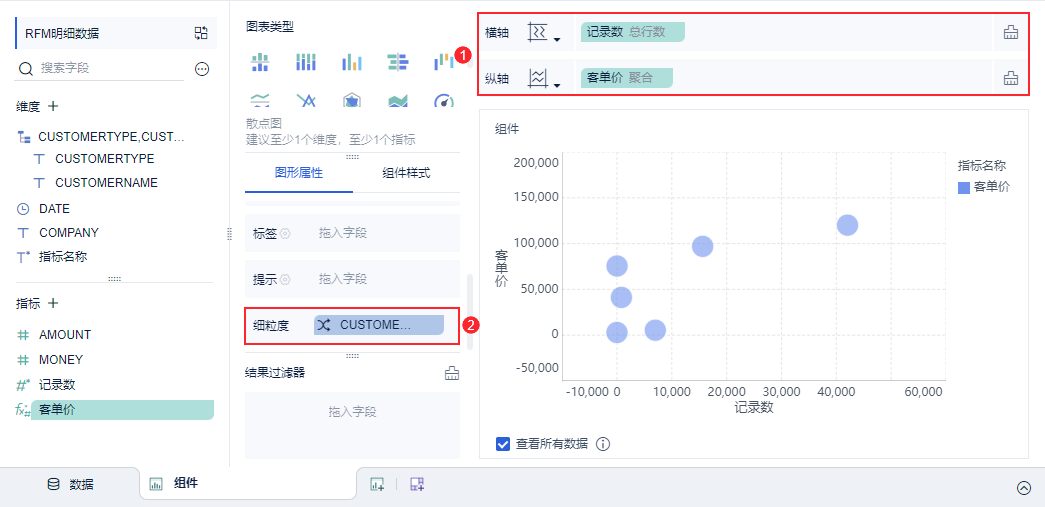 RFM明细数据
搜索字段
维度
CUSTOMERTYPE,CUST...
CUSTOMERTYPE
CUSTOMERNAME
DATE
COMPANY
指标名称
指标
AMOUNT
MONEY
记录数
客单价
图表类型
1
散点图
建议至少1个维度，至少1个指标
图形属性
组件样式
标签 拖入字段
提示 拖入字段
细粒度 CUSTOME...
2
结果过滤器
拖入字段
横轴 记录数 总行数
纵轴 客单价 聚合
组件
200,000
150,000
100,000
50,000
0
-50,000
客单价
-10,000 0 10,000 20,000 30,000 40,000 60,000
记录数
指标名称
客单价
查看所有数据
数据
组件